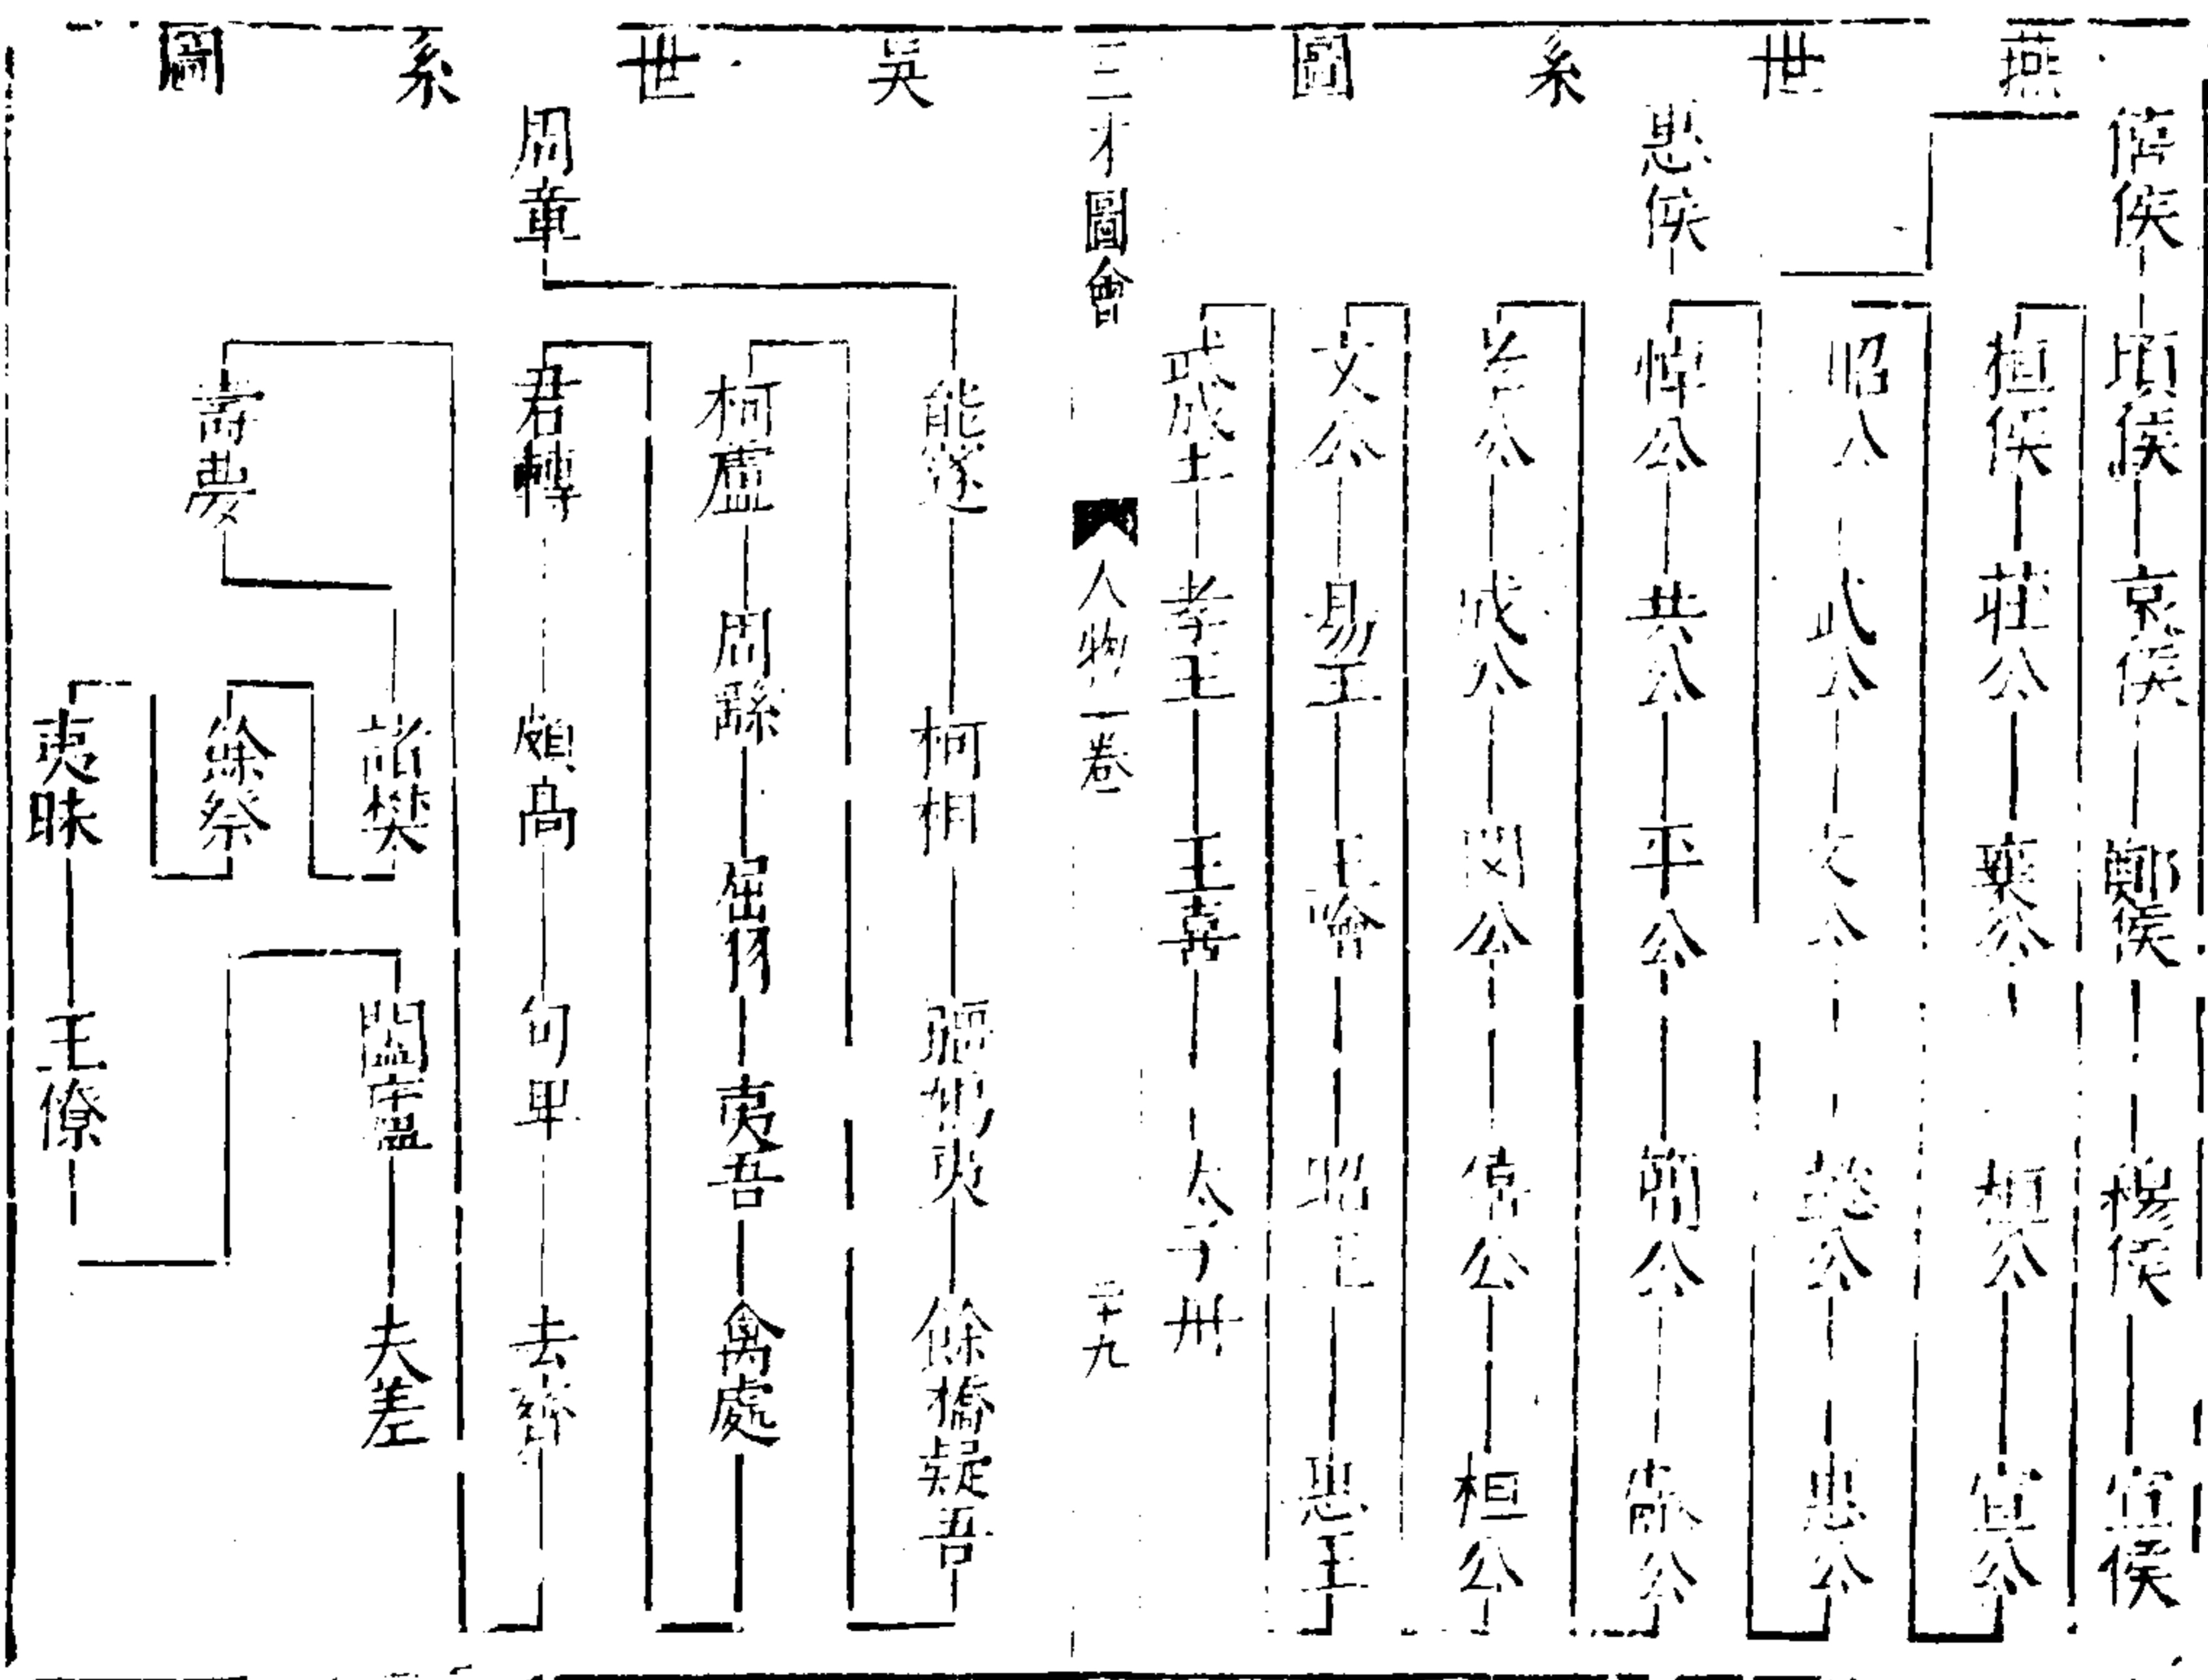 燕世系圖
惠侯
僖侯 頃侯 哀侯 鄭侯 穆侯 宣侯
桓侯 莊公 襄公 桓公 宣公
昭公 武公 文公 懿公 惠公
悼公 共公 平公 簡公 獻公
公 成公 閔公 僖公 桓公
文公 易王 王噲 昭王 惠王
武成王 孝王 王喜 太子丹
三才圖會 人物二卷 二十九
吳世系圖
周章
能遂 柯相 彊鳩夷 餘橋疑吾
柯盧 周繇 屈羽 夷吾 禽處
君轉 頗高 句卑 去齊
壽夢
諸樊
餘祭
夷昧 王僚
闔廬 夫差